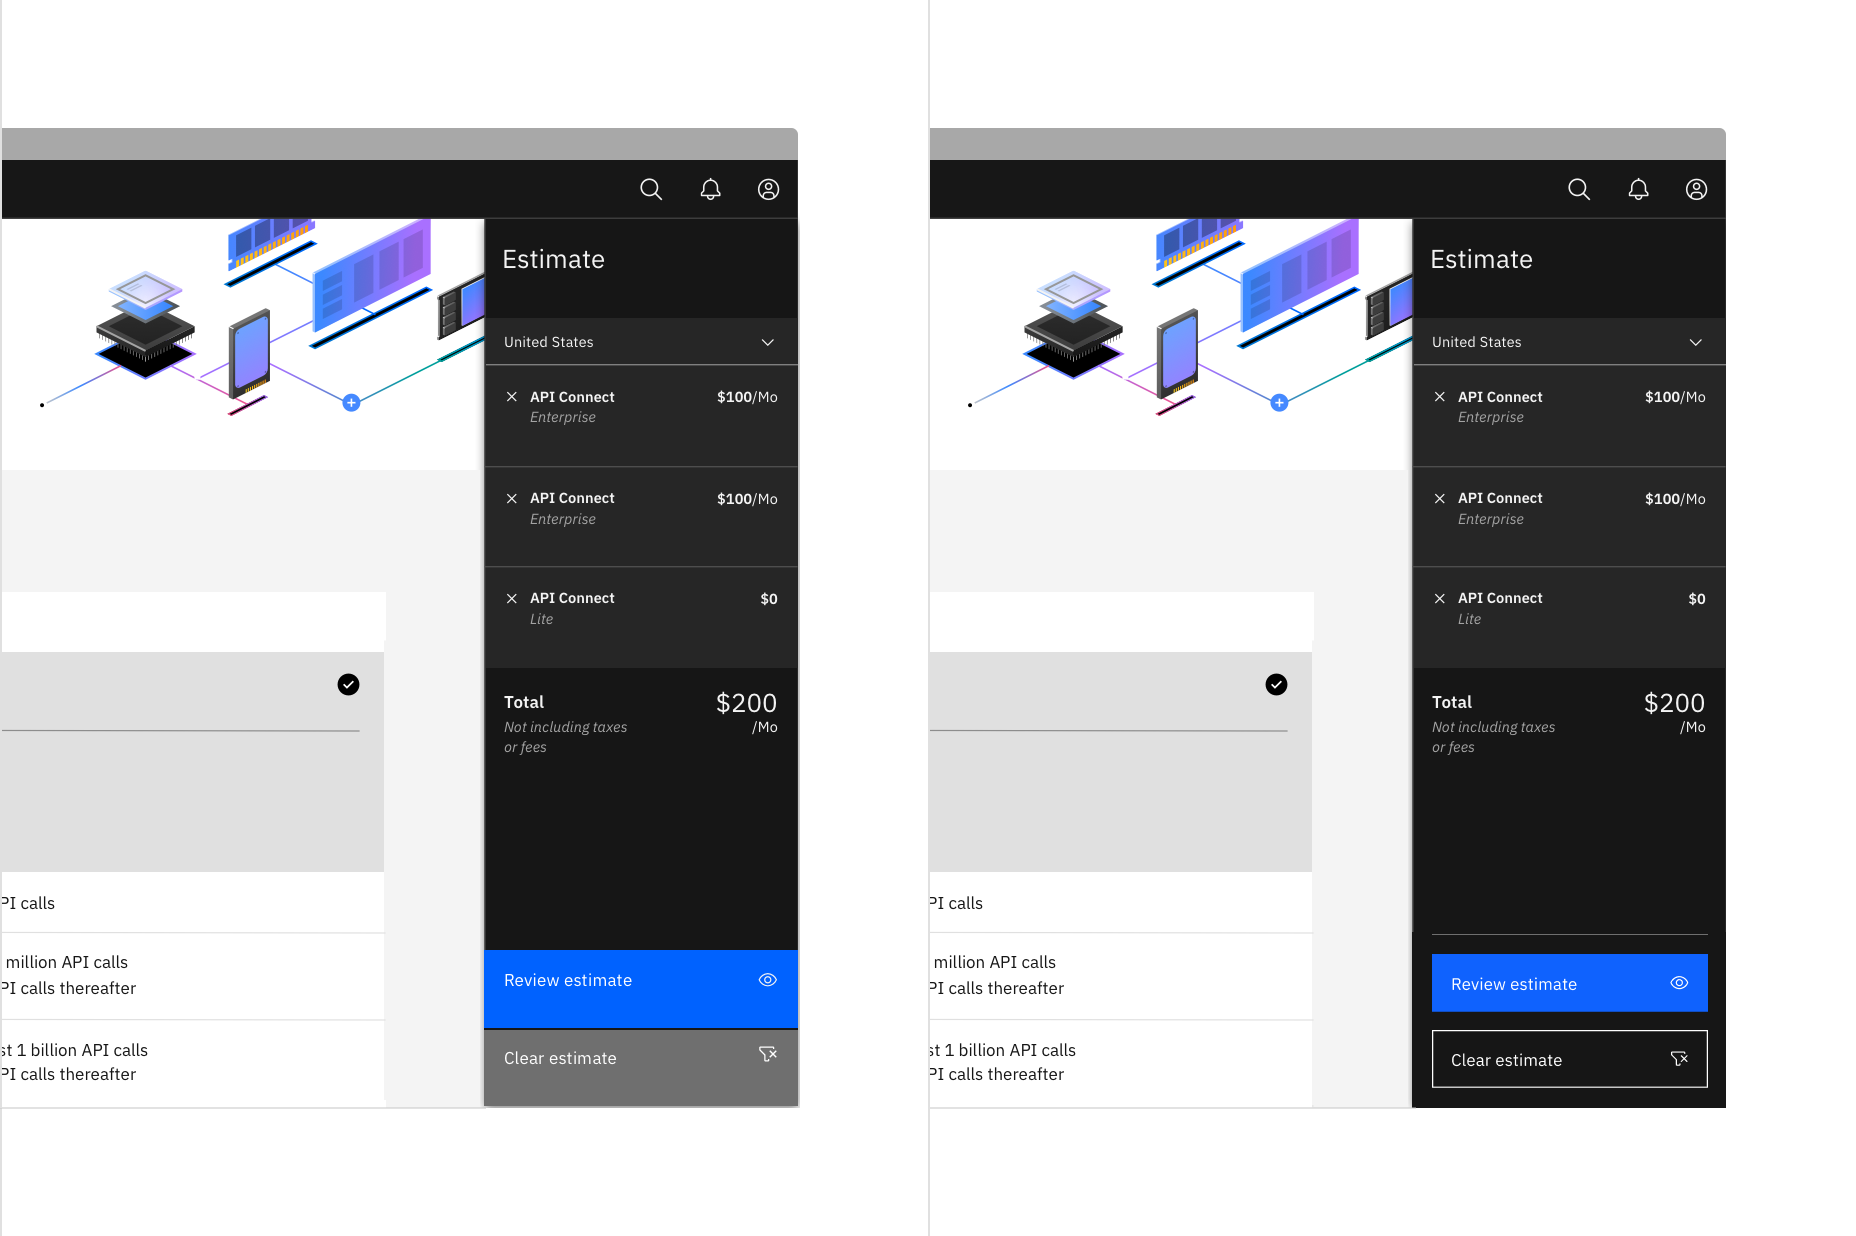 Estimate
United States
API Connect $100/Mo
Enterprise
API Connect $100/Mo
Enterprise
API Connect $0
Lite
Total $200
Not including taxes /Mo
or fees
PI calls
million API calls
PI calls thereafter
st 1 billion API calls
PI calls thereafter
Review estimate
Clear estimate
Estimate
United States
API Connect $100/Mo
Enterprise
API Connect $100/Mo
Enterprise
API Connect $0
Lite
Total $200
Not including taxes /Mo
or fees
PI calls
million API calls
PI calls thereafter
st 1 billion API calls
PI calls thereafter
Review estimate
Clear estimate